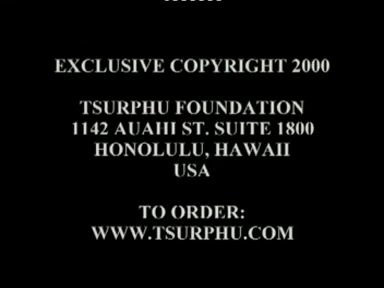 EXCLUSIVE COPYRIGHT 2000
TSURPHU FOUNDATION
1142 AUAHI ST. SUITE 1800
HONOLULU, HAWAII
USA
TO ORDER:
WWW.TSURPHU.COM